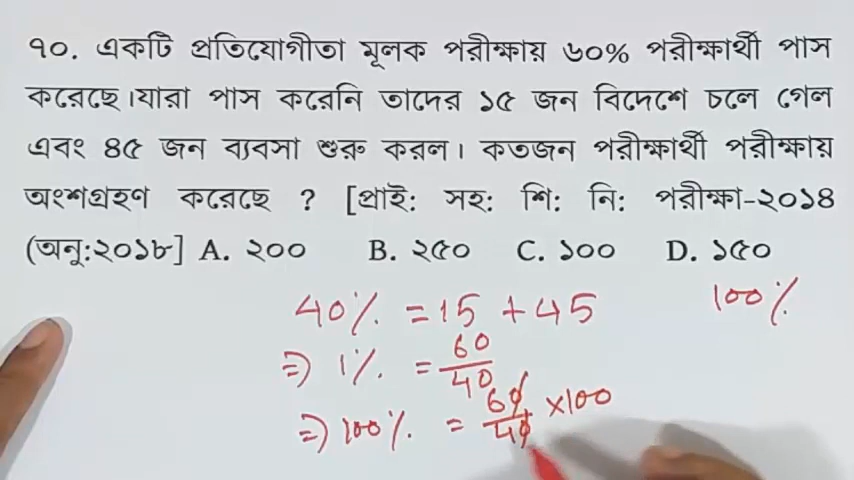 ৭০. একটি প্রতিযোগীতা মূলক পরীক্ষায় ৬০% পরীক্ষার্থী পাস
করেছে।যারা পাস করেনি তাদের ১৫ জন বিদেশে চলে গেল
এবং ৪৫ জন ব্যবসা শুরু করল। কতজন পরীক্ষার্থী পরীক্ষায়
অংশগ্রহণ করেছে ? [প্রাই: সহ: শি: নি: পরীক্ষা-২০১৪
(অনু:২০১৮] A. ২০০ B. ২৫০ C. ১০০ D. ১৫০
40% = 15 + 45 100%
⇒ 1% = 60/40
⇒ 100% = 60/40 ×100